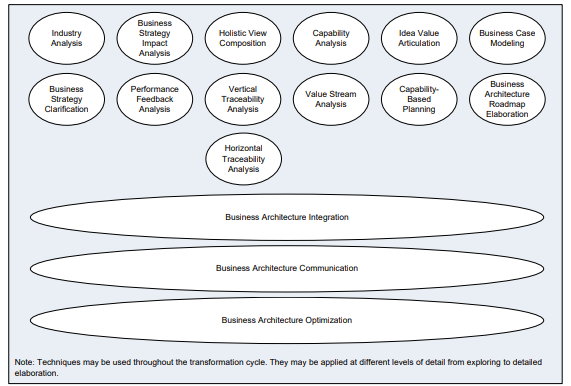 Industry
Analysis
Business
Strategy
Impact
Analysis
Holistic View
Composition
Capability
Analysis
Idea Value
Articulation
Business Case
Modeling
Business
Strategy
Clarification
Performance
Feedback
Analysis
Vertical
Traceability
Analysis
Value Stream
Analysis
Capability-
Based
Planning
Business
Architecture
Roadmap
Elaboration
Horizontal
Traceability
Analysis
Business Architecture Integration
Business Architecture Communication
Business Architecture Optimization
Note: Techniques may be used throughout the transformation cycle. They may be applied at different levels of detail from exploring to detailed
elaboration.